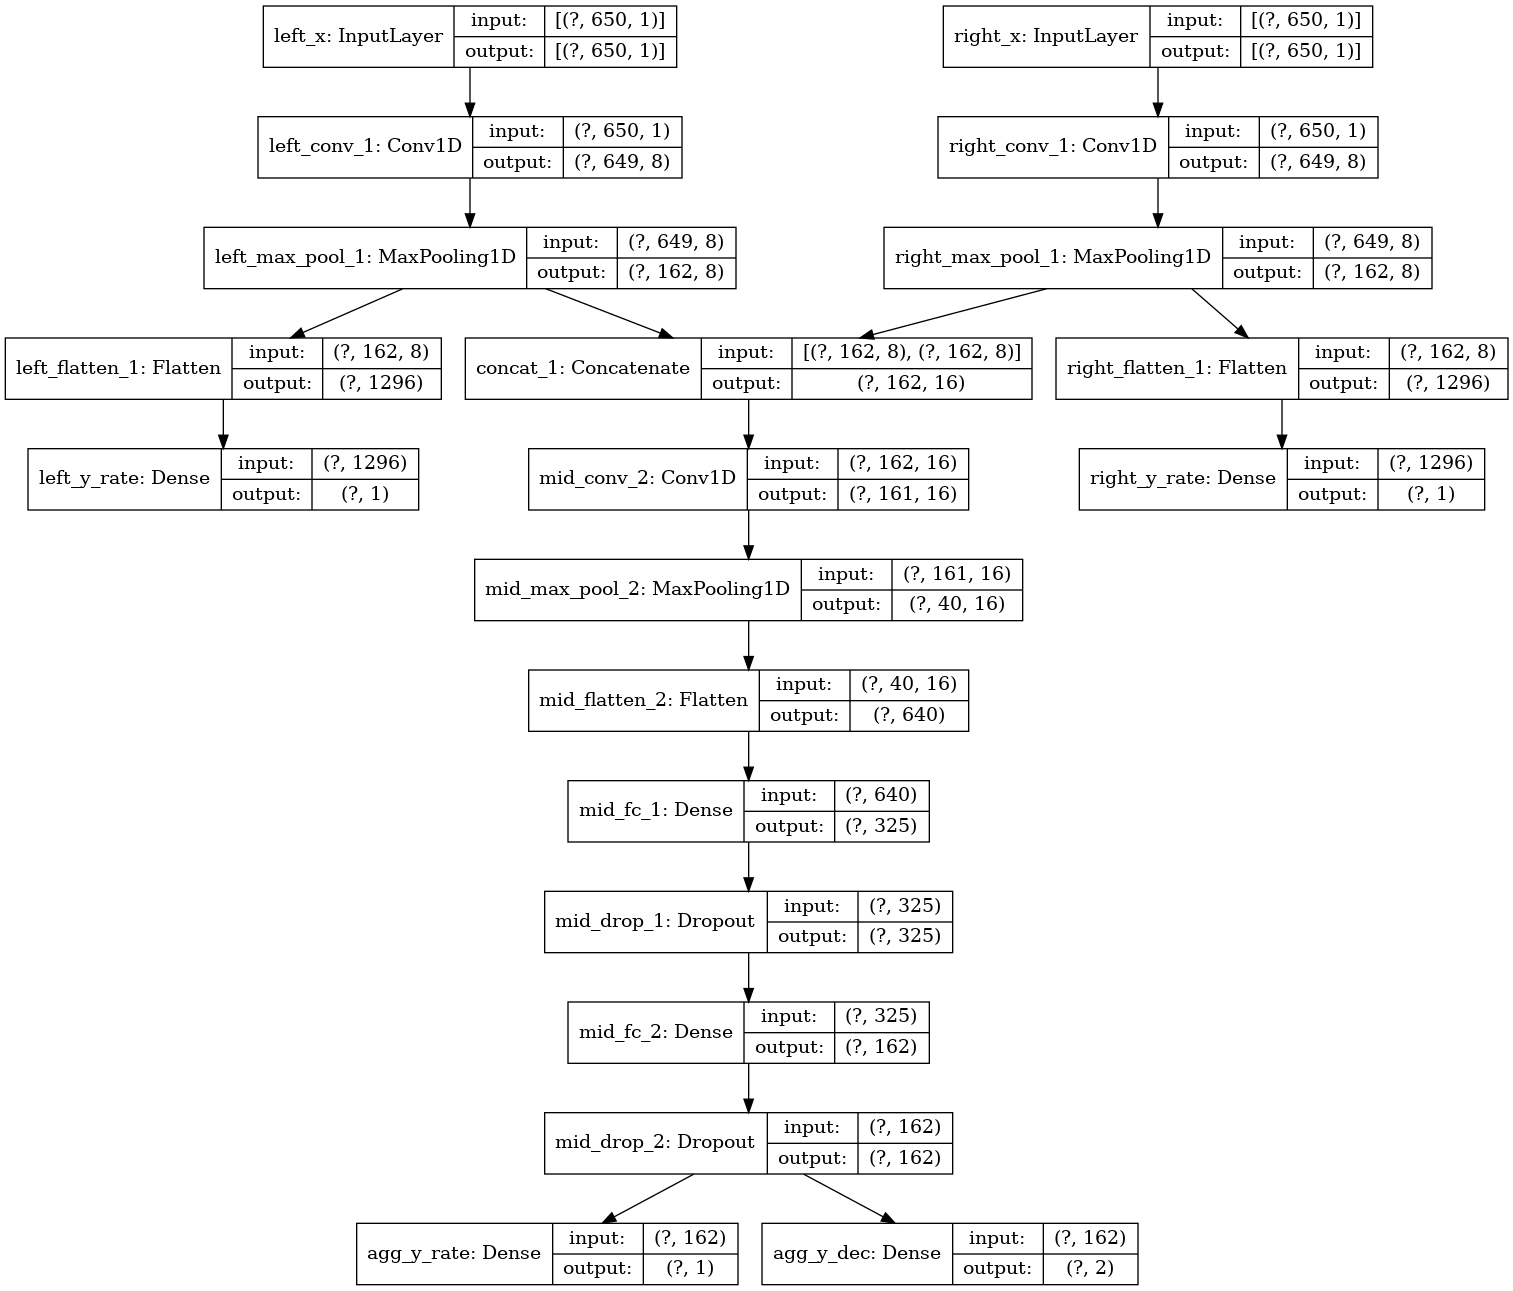 left_x: InputLayer
input: [(?, 650, 1)]
output: [(?, 650, 1)]
right_x: InputLayer
input: [(?, 650, 1)]
output: [(?, 650, 1)]
left_conv_1: Conv1D
input: (?, 650, 1)
output: (?, 649, 8)
right_conv_1: Conv1D
input: (?, 650, 1)
output: (?, 649, 8)
left_max_pool_1: MaxPooling1D
input: (?, 649, 8)
output: (?, 162, 8)
right_max_pool_1: MaxPooling1D
input: (?, 649, 8)
output: (?, 162, 8)
left_flatten_1: Flatten
input: (?, 162, 8)
output: (?, 1296)
concat_1: Concatenate
input: [(?, 162, 8), (?, 162, 8)]
output: (?, 162, 16)
right_flatten_1: Flatten
input: (?, 162, 8)
output: (?, 1296)
left_y_rate: Dense
input: (?, 1296)
output: (?, 1)
mid_conv_2: Conv1D
input: (?, 162, 16)
output: (?, 161, 16)
right_y_rate: Dense
input: (?, 1296)
output: (?, 1)
mid_max_pool_2: MaxPooling1D
input: (?, 161, 16)
output: (?, 40, 16)
mid_flatten_2: Flatten
input: (?, 40, 16)
output: (?, 640)
mid_fc_1: Dense
input: (?, 640)
output: (?, 325)
mid_drop_1: Dropout
input: (?, 325)
output: (?, 325)
mid_fc_2: Dense
input: (?, 325)
output: (?, 162)
mid_drop_2: Dropout
input: (?, 162)
output: (?, 162)
agg_y_rate: Dense
input: (?, 162)
output: (?, 1)
agg_y_dec: Dense
input: (?, 162)
output: (?, 2)